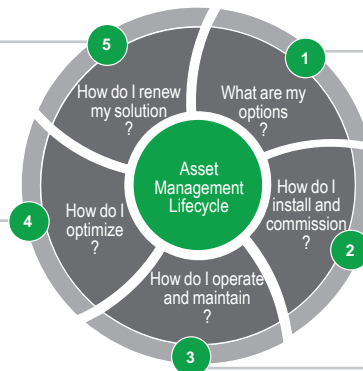 Asset
Management
Lifecycle
1
What are my
options
?
2
How do I
install and
commission
?
3
How do I operate
and maintain
?
4
How do I
optimize
?
5
How do I renew
my solution
?